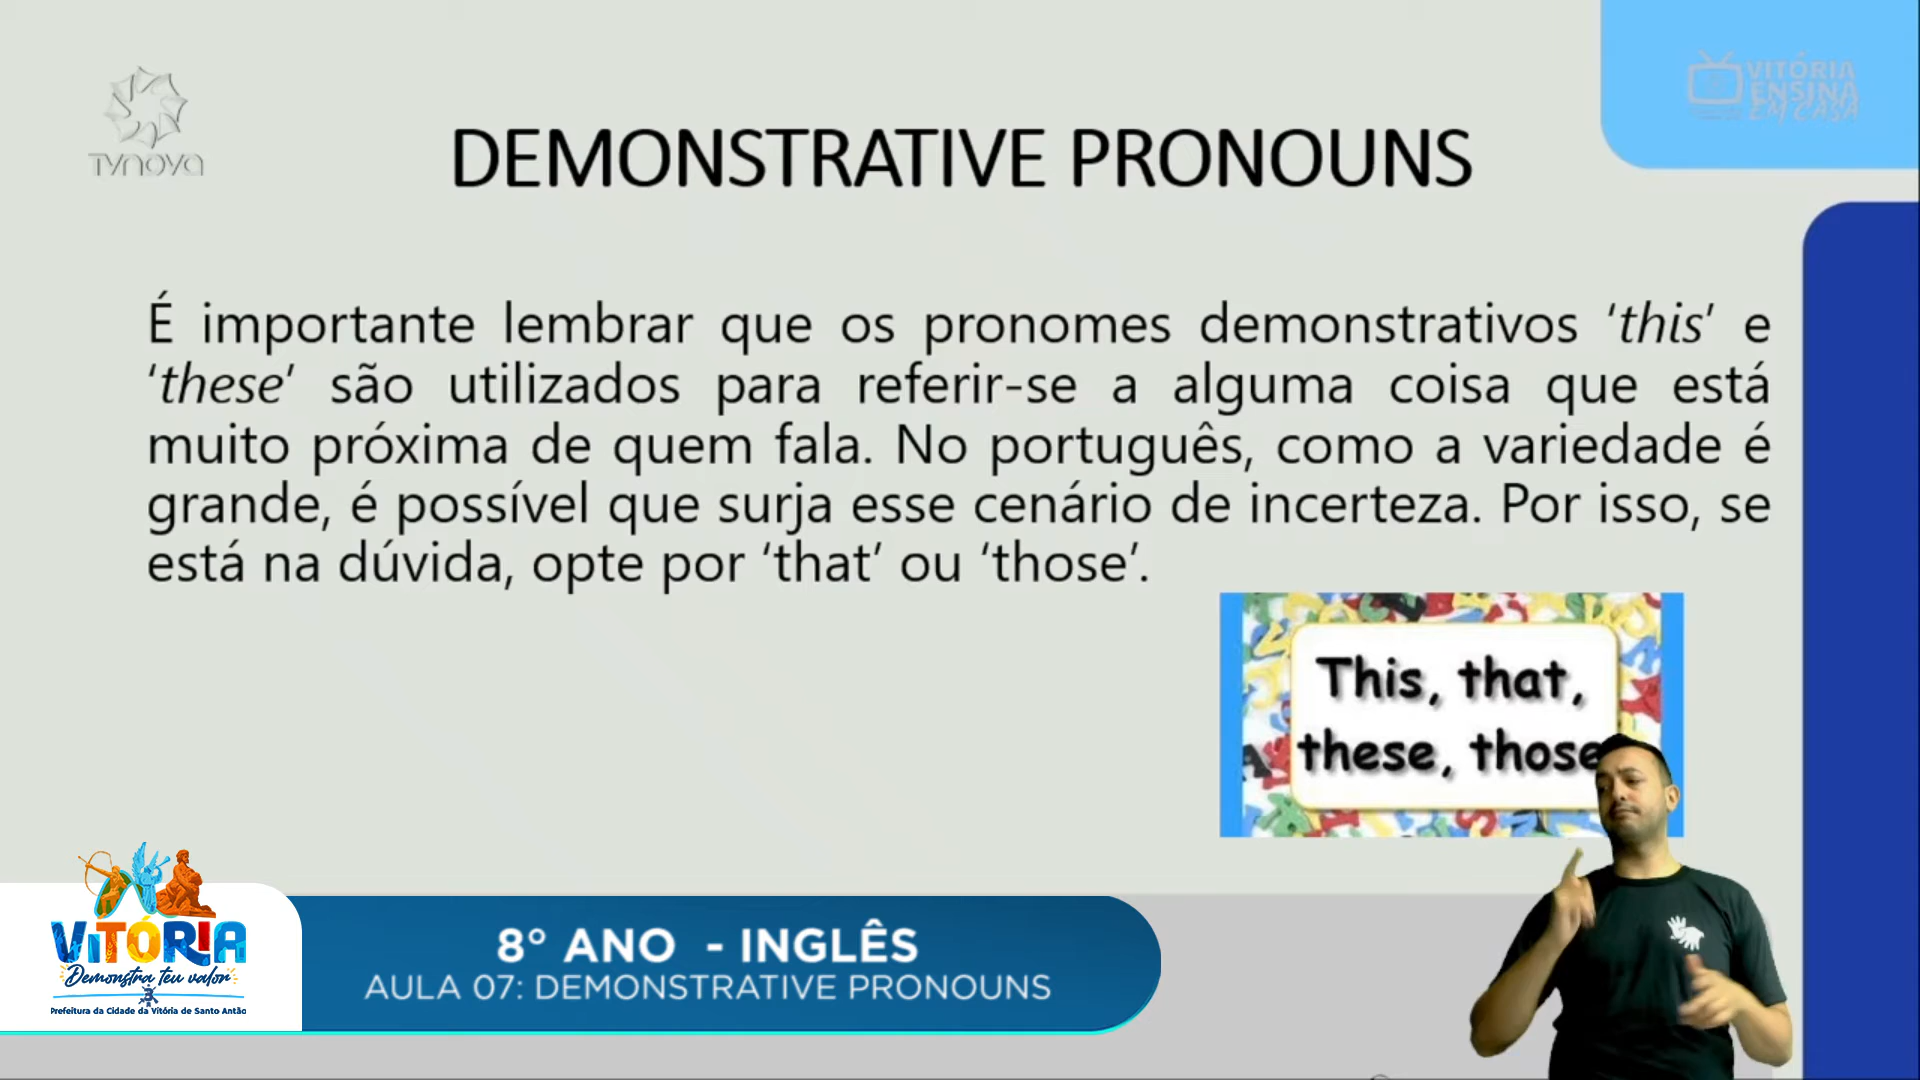 TVNOVA
VITÓRIA
ENSINA
EM CASA
DEMONSTRATIVE PRONOUNS
É importante lembrar que os pronomes demonstrativos ‘this’ e
‘these’ são utilizados para referir-se a alguma coisa que está
muito próxima de quem fala. No português, como a variedade é
grande, é possível que surja esse cenário de incerteza. Por isso, se
está na dúvida, opte por ‘that’ ou ‘those’.
This, that,
these, those
VITÓRIA
Demonstra teu valor
Prefeitura da Cidade da Vitória de Santo Antão
8° ANO - INGLÊS
AULA 07: DEMONSTRATIVE PRONOUNS